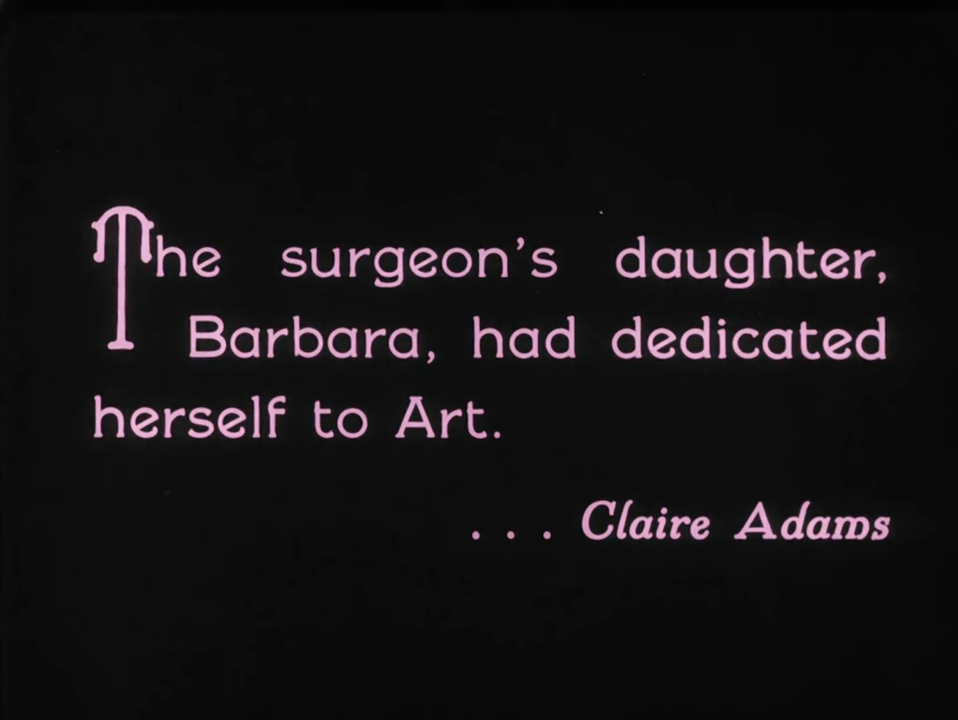 The surgeon's daughter,
Barbara, had dedicated
herself to Art.
. . . Claire Adams